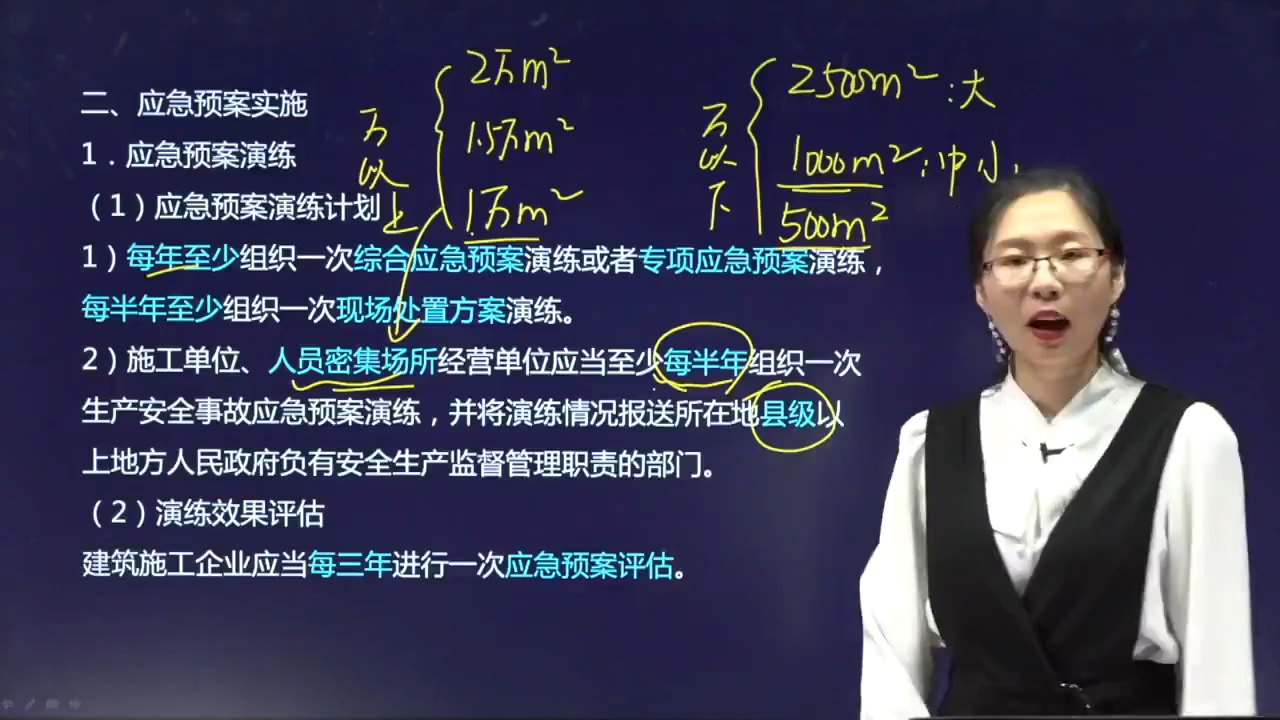 2万m²
1.5万m²
1万m²
万以上
2500m²:大
1000m²:中小
500m²
万以下
二、应急预案实施
1．应急预案演练
（1）应急预案演练计划
1）每年至少组织一次综合应急预案演练或者专项应急预案演练，
每半年至少组织一次现场处置方案演练。
2）施工单位、人员密集场所经营单位应当至少每半年组织一次
生产安全事故应急预案演练，并将演练情况报送所在地县级以
上地方人民政府负有安全生产监督管理职责的部门。
（2）演练效果评估
建筑施工企业应当每三年进行一次应急预案评估。